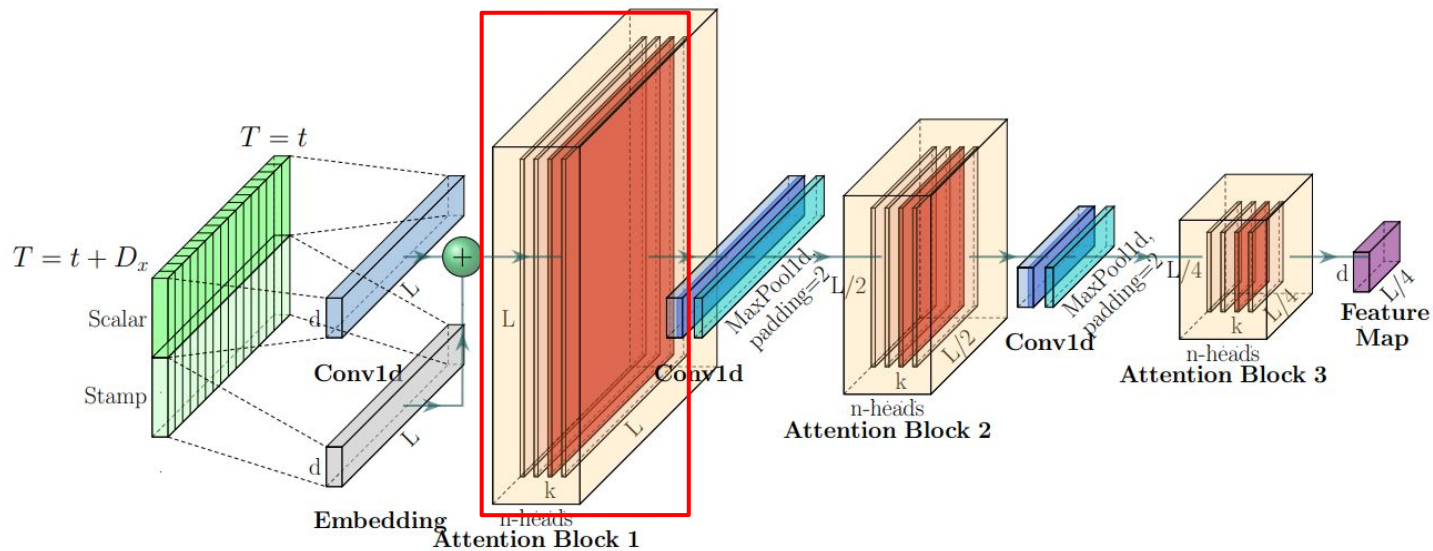 T = t
T = t + D_x
Scalar
Stamp
d
L
Conv1d
d
L
Embedding
+
L
k
L
n-heads
Attention Block 1
Conv1d
MaxPool1d,
padding=2
L/2
k
L/2
n-heads
Attention Block 2
Conv1d
MaxPool1d,
padding=2
L/4
k
L/4
n-heads
Attention Block 3
d
L/4
Feature
Map